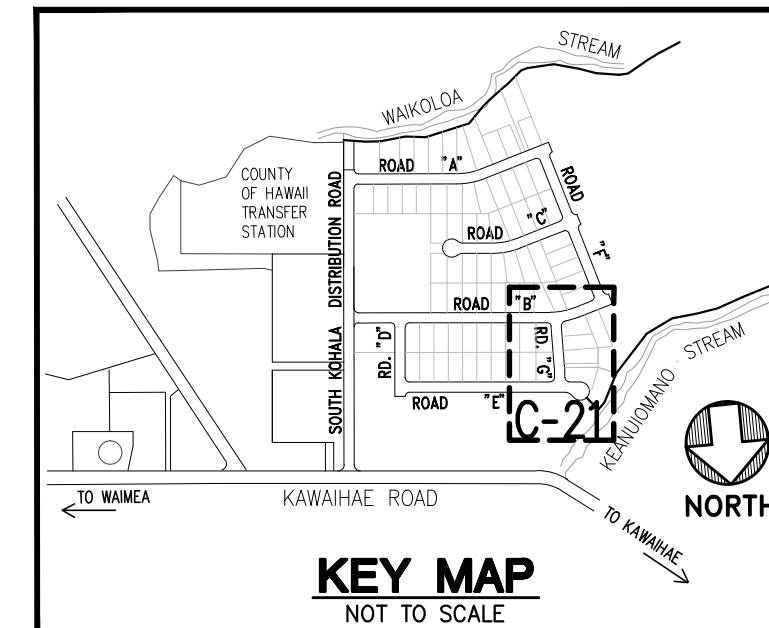 STREAM
WAIKOLOA
COUNTY
OF HAWAII
TRANSFER
STATION
ROAD "A"
ROAD "F"
ROAD "C"
SOUTH KOHALA DISTRIBUTION ROAD
ROAD "B"
RD. "D"
RD. "G"
ROAD "E"
C-21
KEANUIOMANO STREAM
NORTH
TO WAIMEA
KAWAIHAE ROAD
TO KAWAIHAE
KEY MAP
NOT TO SCALE